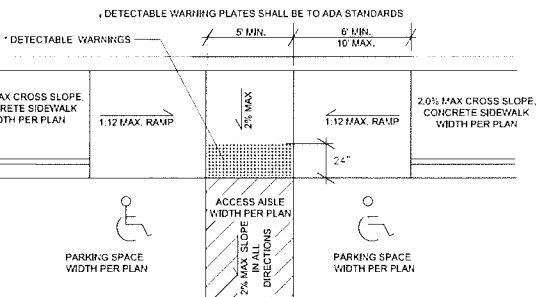 * DETECTABLE WARNING PLATES SHALL BE TO ADA STANDARDS
* DETECTABLE WARNINGS
5' MIN.
6' MIN.
10' MAX.
AX CROSS SLOPE,
CRETE SIDEWALK
DTH PER PLAN
1:12 MAX. RAMP
2% MAX
1:12 MAX. RAMP
2.0% MAX CROSS SLOPE,
CONCRETE SIDEWALK
WIDTH PER PLAN
24"
ACCESS AISLE
WIDTH PER PLAN
2% MAX SLOPE
IN ALL
DIRECTIONS
PARKING SPACE
WIDTH PER PLAN
PARKING SPACE
WIDTH PER PLAN